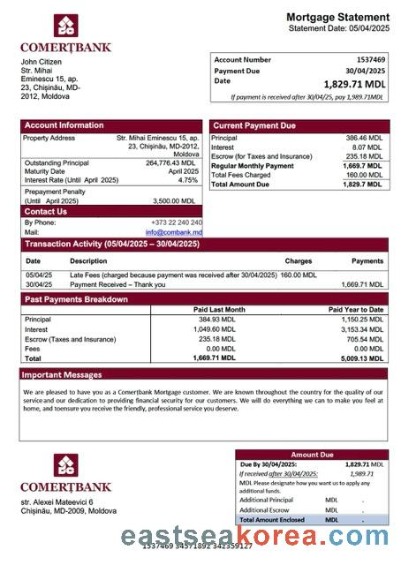 COMERȚBANK
Mortgage Statement
Statement Date: 05/04/2025
John Citizen
Str. Mihai
Eminescu 15, ap.
23, Chișinău, MD-
2012, Moldova
Account Number 1537469
Payment Due 30/04/2025
Date
1,829.71 MDL
If payment is received after 30/04/25, pay 1,989.71MDL
Account Information
Property Address Str. Mihai Eminescu 15, ap.
23, Chișinău, MD-2012,
Moldova
Outstanding Principal 264,776.43 MDL
Maturity Date April 2025
Interest Rate (Until April 2025) 4.75%
Prepayment Penalty
(Until April 2025) 3,500.00 MDL
Contact Us
By Phone: +373 22 240 240
Mail: info@combank.md
Current Payment Due
Principal 386.46 MDL
Interest 8.07 MDL
Escrow (for Taxes and Insurance) 235.18 MDL
Regular Monthly Payment 1,669.7 MDL
Total Fees Charged 160.00 MDL
Total Amount Due 1,829.7 MDL
Transaction Activity (05/04/2025 – 30/04/2025)
Date Description Charges Payments
05/04/25 Late Fees (charged because payment was received after 30/04/2025) 160.00 MDL
30/04/25 Payment Received – Thank you 1,669.71 MDL
Past Payments Breakdown
Paid Last Month Paid Year to Date
Principal 384.93 MDL 1,150.25 MDL
Interest 1,049.60 MDL 3,153.34 MDL
Escrow (Taxes and Insurance) 235.18 MDL 705.54 MDL
Fees 0.00 MDL 0.00 MDL
Total 1,669.71 MDL 5,009.13 MDL
Important Messages
We are pleased to have you as a Comerțbank Mortgage customer. We are known throughout the country for the quality of our
service and our dedication to providing financial security for our customers. We will do everything we can to make you feel at
home, and toensure you receive the friendly, professional service you deserve.
COMERȚBANK
str. Alexei Mateevici 6
Chișinău, MD-2009, Moldova
Amount Due
Due By 30/04/2025: 1,829.71 MDL
If received after 30/04/2025: 1,989.71
MDL Please designate how you want us to apply any
additional funds.
Additional Principal MDL .
Additional Escrow MDL .
Total Amount Enclosed MDL .
eastseakorea.com
1537469 34571892 342359127